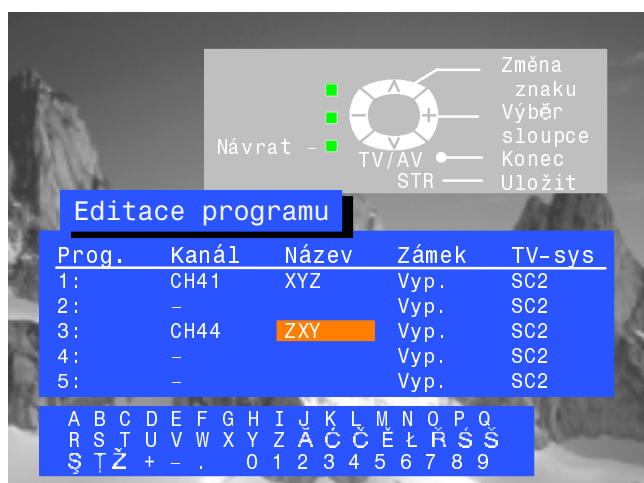 Změna
znaku
Výběr
sloupce
Návrat –
TV/AV Konec
STR Uložit
Editace programu
Prog. Kanál Název Zámek TV-sys
1: CH41 XYZ Vyp. SC2
2: – Vyp. SC2
3: CH44 ZXY Vyp. SC2
4: – Vyp. SC2
5: – Vyp. SC2
A B C D E F G H I J K L M N O P Q
R S T U V W X Y Z Ă Ć Č Ě Ł Ř Ś Š
Ş Ţ Ž + – . 0 1 2 3 4 5 6 7 8 9